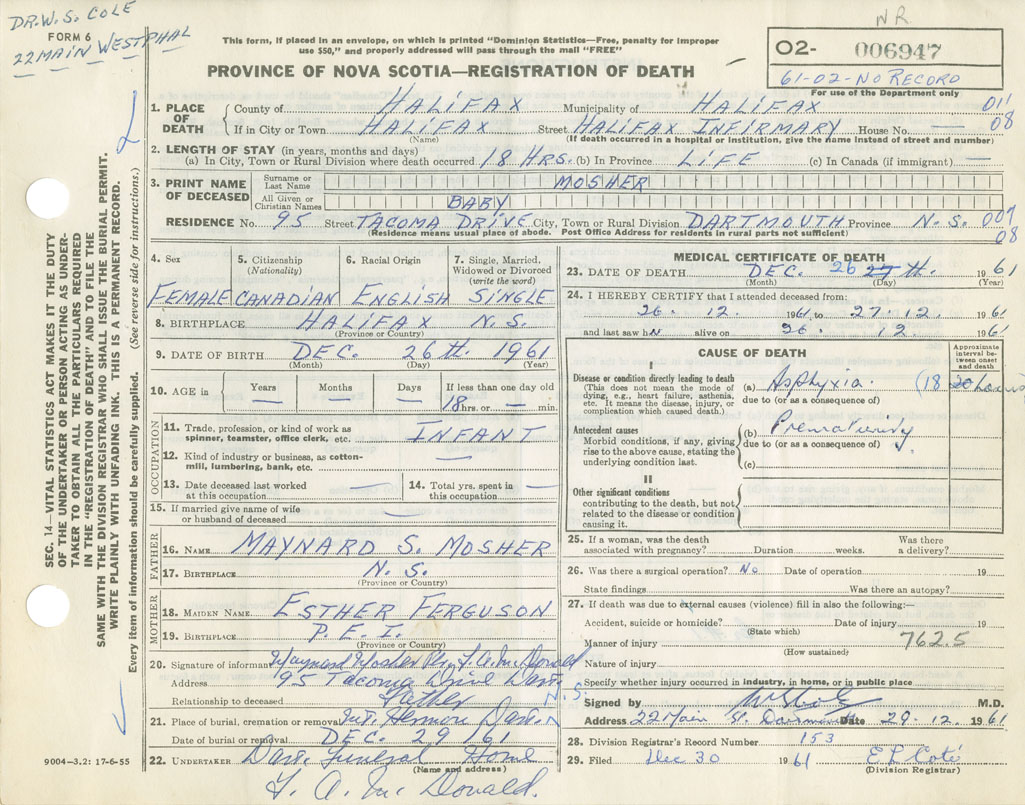 DR. W. S. COLE
FORM 6
22 MAIN WESTPHAL
This form, if placed in an envelope, on which is printed "Dominion Statistics—Free, penalty for improper
use $50," and properly addressed will pass through the mail "FREE"
PROVINCE OF NOVA SCOTIA—REGISTRATION OF DEATH
NR
O2- 006947
61-02-NO RECORD
For use of the Department only
1. PLACE OF DEATH
County of HALIFAX Municipality of HALIFAX 011
If in City or Town HALIFAX Street HALIFAX INFIRMARY House No. — 08
(Name) (If death occurred in a hospital or institution, give the name instead of street and number)
2. LENGTH OF STAY (in years, months and days)
(a) In City, Town or Rural Division where death occurred 18 HRS. (b) In Province LIFE (c) In Canada (if immigrant) —
3. PRINT NAME OF DECEASED
Surname or Last Name MOSHER
All Given or Christian Names BABY
RESIDENCE No. 95 Street TACOMA DRIVE City, Town or Rural Division DARTMOUTH Province N.S. 007
(Residence means usual place of abode. Post Office Address for residents in rural parts not sufficient) 08
4. Sex 5. Citizenship (Nationality) 6. Racial Origin 7. Single, Married, Widowed or Divorced (write the word)
FEMALE CANADIAN ENGLISH SINGLE
8. BIRTHPLACE HALIFAX N.S.
(Province or Country)
9. DATE OF BIRTH DEC. 26th. 1961
(Month) (Day) (Year)
10. AGE in Years — Months — Days — If less than one day old
18 hrs. or — min.
OCCUPATION
11. Trade, profession, or kind of work as
spinner, teamster, office clerk, etc. INFANT
12. Kind of industry or business, as cotton-
mill, lumbering, bank, etc. —
13. Date deceased last worked
at this occupation —
14. Total yrs. spent in
this occupation —
15. If married give name of wife
or husband of deceased —
FATHER
16. NAME MAYNARD S. MOSHER
17. BIRTHPLACE N.S.
(Province or Country)
MOTHER
18. MAIDEN NAME ESTHER FERGUSON
19. BIRTHPLACE P.E.I.
(Province or Country)
20. Signature of informant Maynard Mosher Per. F. A. McDonald
Address 95 Tacoma Drive Dart. N.S.
Relationship to deceased Father
21. Place of burial, cremation or removal Mt. Hermon Dart. N
Date of burial or removal DEC. 29/61
22. UNDERTAKER Dart. Funeral Home
(Name and address)
F. A. Mc Donald.
9004—3.2: 17-6-55
MEDICAL CERTIFICATE OF DEATH
23. DATE OF DEATH DEC. 26 27th. 1961
(Month) (Day) (Year)
24. I HEREBY CERTIFY that I attended deceased from:
26. 12. 1961 to 27. 12. 1961
and last saw h alive on 26. 12 1961
CAUSE OF DEATH
Approximate interval between onset and death
I
Disease or condition directly leading to death
(This does not mean the mode of
dying, e.g., heart failure, asthenia,
etc. It means the disease, injury, or
complication which caused death.)
(a) Asphyxia. (18 20 hours
due to (or as a consequence of)
Antecedent causes
Morbid conditions, if any, giving
rise to the above cause, stating the
underlying condition last.
(b) Prematurity
due to (or as a consequence of)
(c)
II
Other significant conditions
contributing to the death, but not
related to the disease or condition
causing it.
25. If a woman, was the death
associated with pregnancy? Duration weeks. Was there
a delivery?
26. Was there a surgical operation? No Date of operation 19
State findings Was there an autopsy?
27. If death was due to external causes (violence) fill in also the following:—
Accident, suicide or homicide? Date of injury 19
(State which)
Manner of injury 762.5
(How sustained)
Nature of injury
Specify whether injury occurred in industry, in home, or in public place
Signed by M.D.
Address 22 Main St. Dartmouth Date 29. 12. 1961
28. Division Registrar's Record Number 153
29. Filed Dec 30 1961
(Division Registrar)
SEC. 14—VITAL STATISTICS ACT MAKES IT THE DUTY
OF THE UNDERTAKER OR PERSON ACTING AS UNDER-
TAKER TO OBTAIN ALL THE PARTICULARS REQUIRED
IN THE "REGISTRATION OF DEATH" AND TO FILE THE
SAME WITH THE DIVISION REGISTRAR WHO SHALL ISSUE THE BURIAL PERMIT.
WRITE PLAINLY WITH UNFADING INK. THIS IS A PERMANENT RECORD.
Every item of information should be carefully supplied. (See reverse side for instructions.)